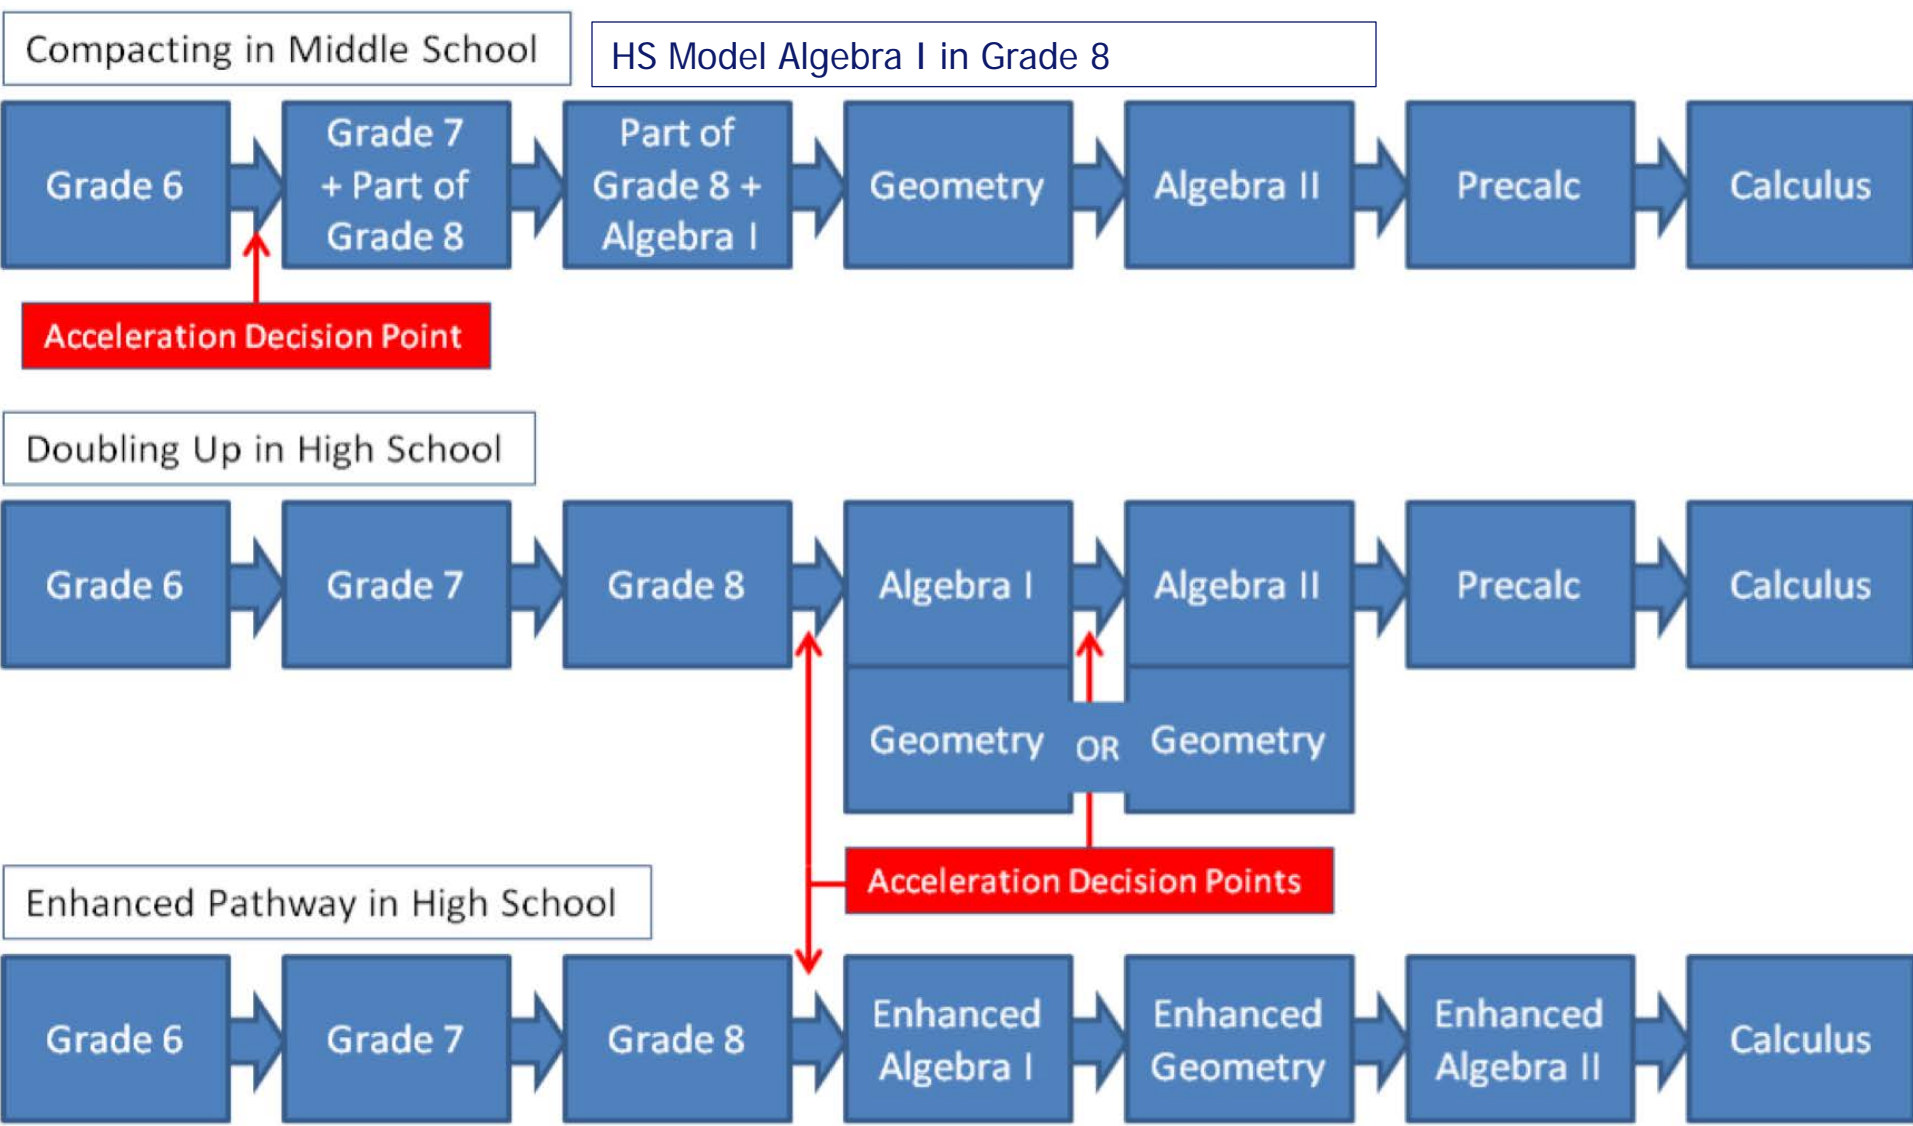 Compacting in Middle School
HS Model Algebra I in Grade 8
Grade 6
Grade 7
+ Part of
Grade 8
Part of
Grade 8 +
Algebra I
Geometry
Algebra II
Precalc
Calculus
Acceleration Decision Point
Doubling Up in High School
Grade 6
Grade 7
Grade 8
Algebra I
Algebra II
Precalc
Calculus
Geometry
OR
Geometry
Acceleration Decision Points
Enhanced Pathway in High School
Grade 6
Grade 7
Grade 8
Enhanced
Algebra I
Enhanced
Geometry
Enhanced
Algebra II
Calculus